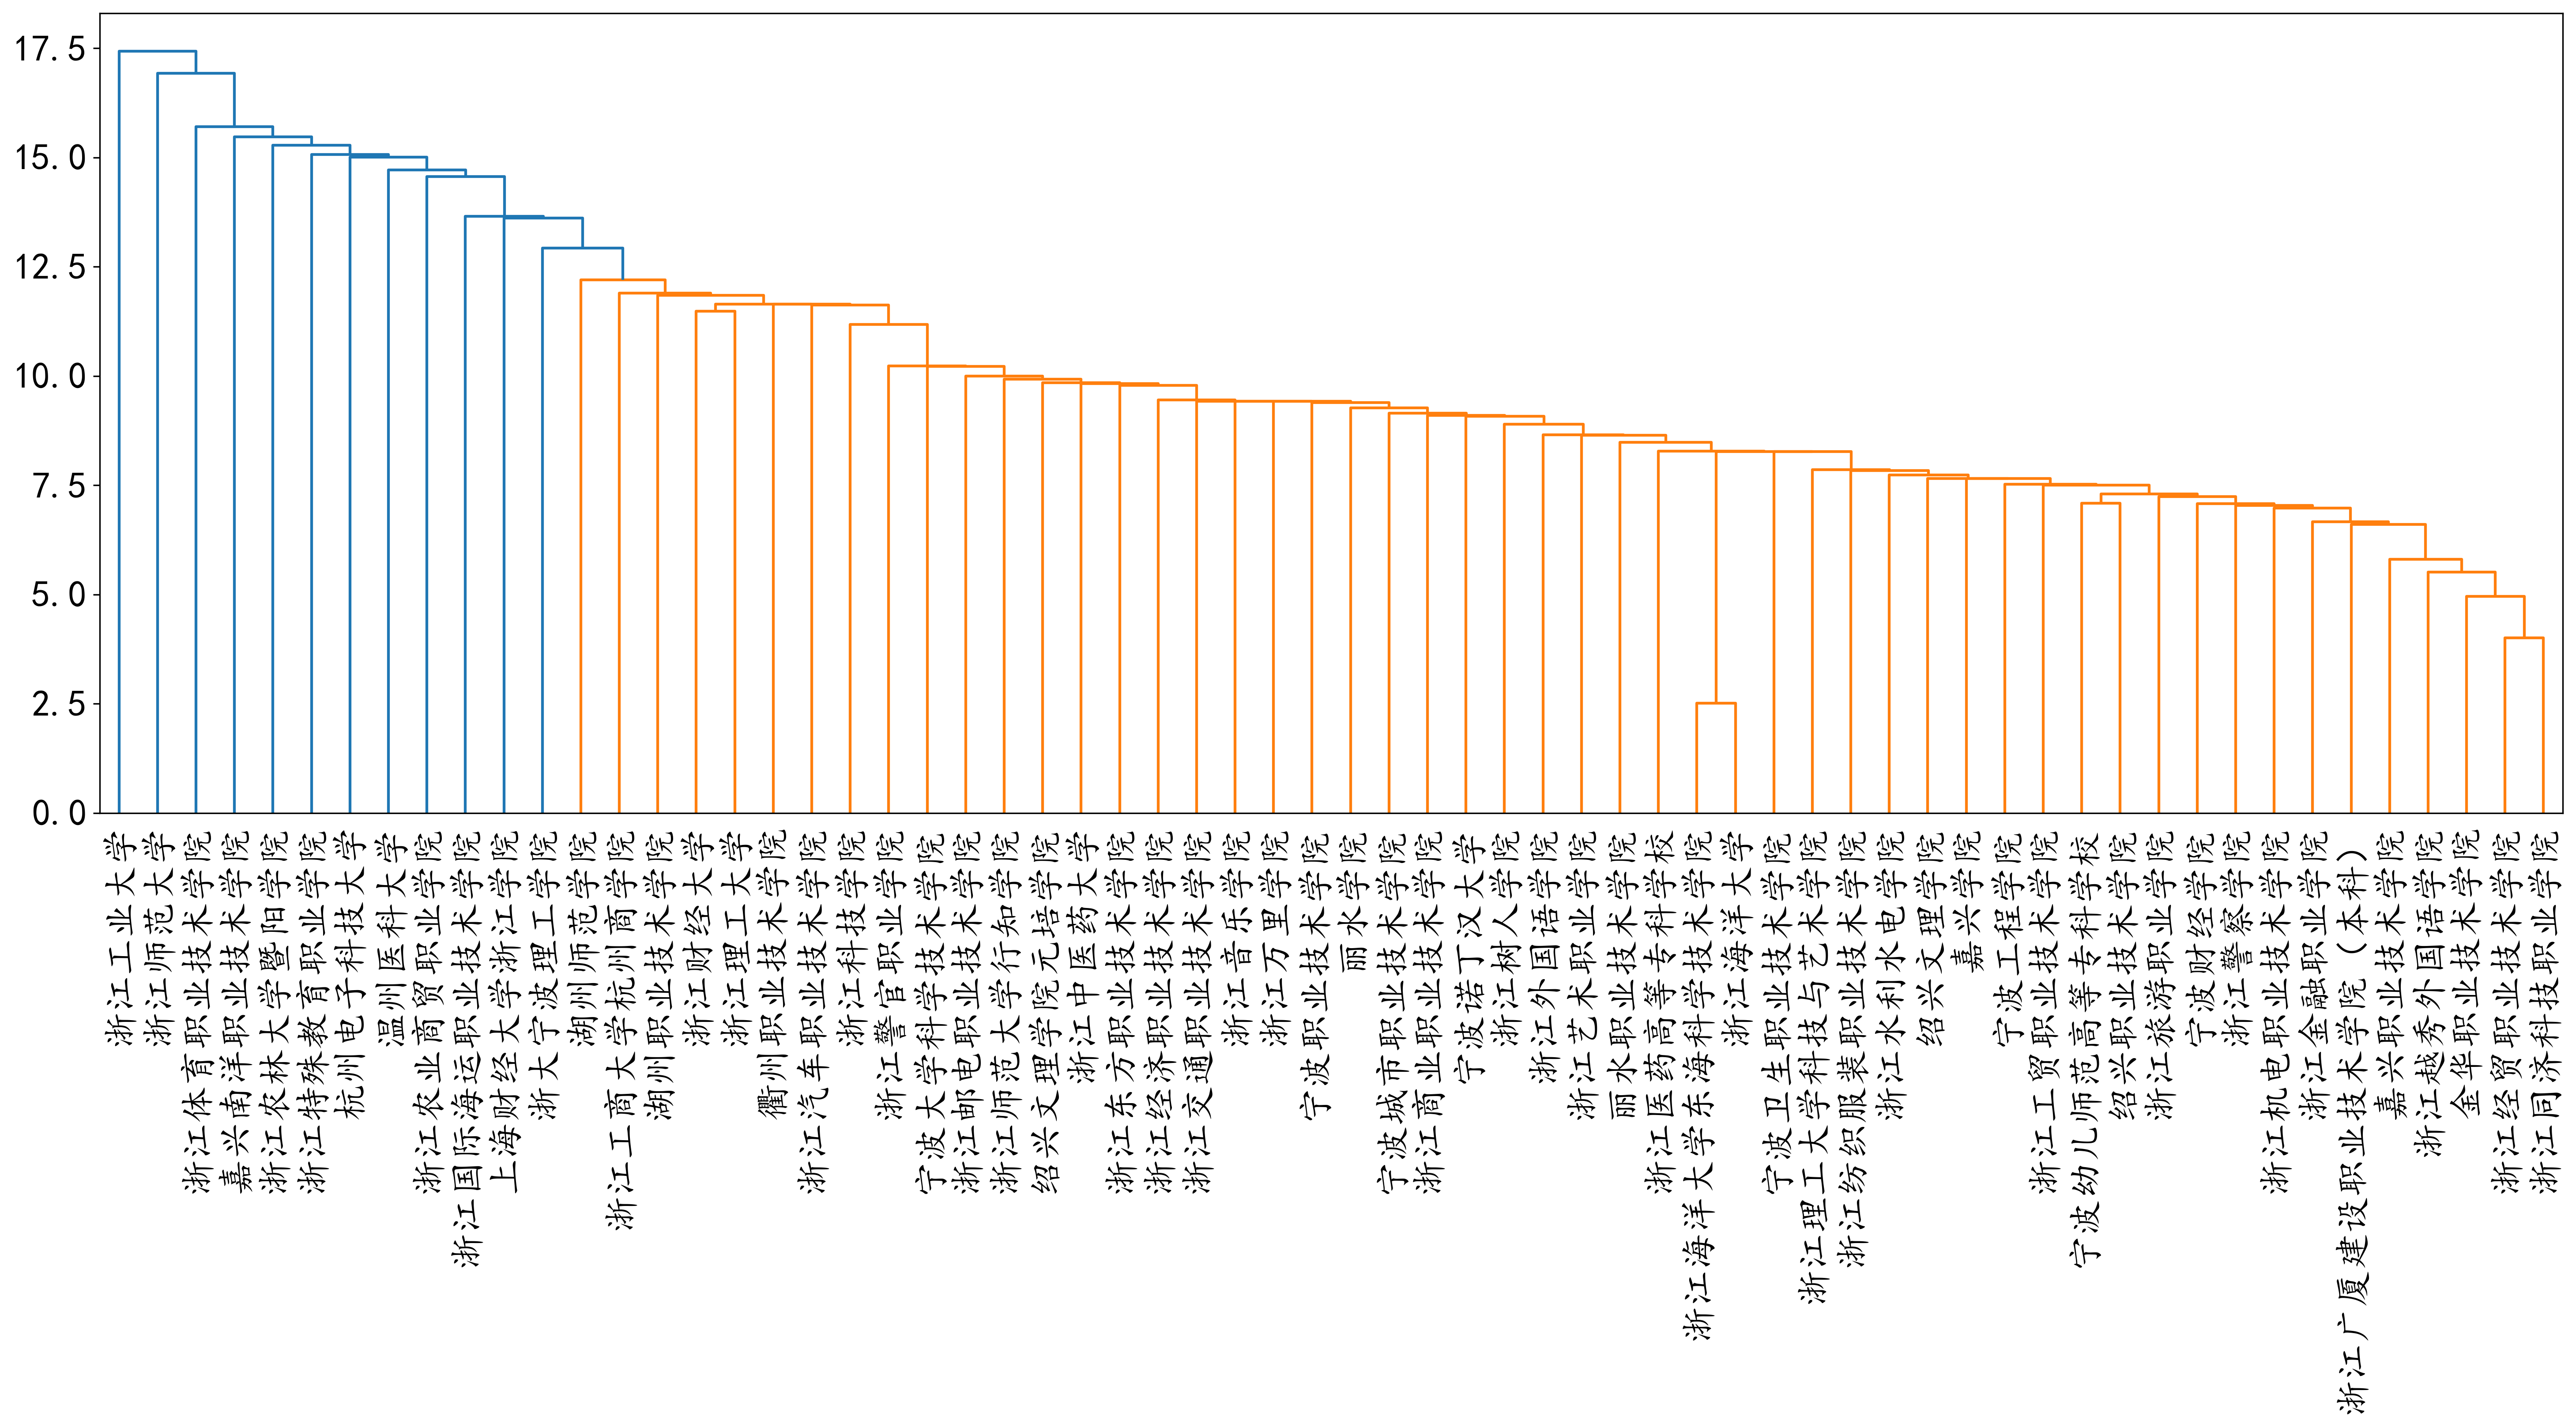 17.5
15.0
12.5
10.0
7.5
5.0
2.5
0.0
浙江工业大学
浙江师范大学
浙江体育职业技术学院
嘉兴南洋职业技术学院
浙江农林大学暨阳学院
浙江特殊教育职业学院
杭州电子科技大学
温州医科大学
浙江农业商贸职业学院
浙江国际海运职业技术学院
上海财经大学浙江学院
浙大宁波理工学院
湖州师范学院
浙江工商大学杭州商学院
湖州职业技术学院
浙江财经大学
浙江理工大学
衢州职业技术学院
浙江汽车职业技术学院
浙江科技学院
浙江警官职业学院
宁波大学科学技术学院
浙江邮电职业技术学院
浙江师范大学行知学院
绍兴文理学院元培学院
浙江中医药大学
浙江东方职业技术学院
浙江经济职业技术学院
浙江交通职业技术学院
浙江音乐学院
浙江万里学院
宁波职业技术学院
丽水学院
宁波城市职业技术学院
浙江商业职业技术学院
宁波诺丁汉大学
浙江树人学院
浙江外国语学院
浙江艺术职业学院
丽水职业技术学院
浙江医药高等专科学校
浙江海洋大学东海科学技术学院
浙江海洋大学
宁波卫生职业技术学院
浙江理工大学科技与艺术学院
浙江纺织服装职业技术学院
浙江水利水电学院
绍兴文理学院
嘉兴学院
宁波工程学院
浙江工贸职业技术学院
宁波幼儿师范高等专科学校
绍兴职业技术学院
浙江旅游职业学院
宁波财经学院
浙江警察学院
浙江机电职业技术学院
浙江金融职业学院
浙江广厦建设职业技术学院（本科）
嘉兴职业技术学院
浙江越秀外国语学院
金华职业技术学院
浙江经贸职业技术学院
浙江同济科技职业学院